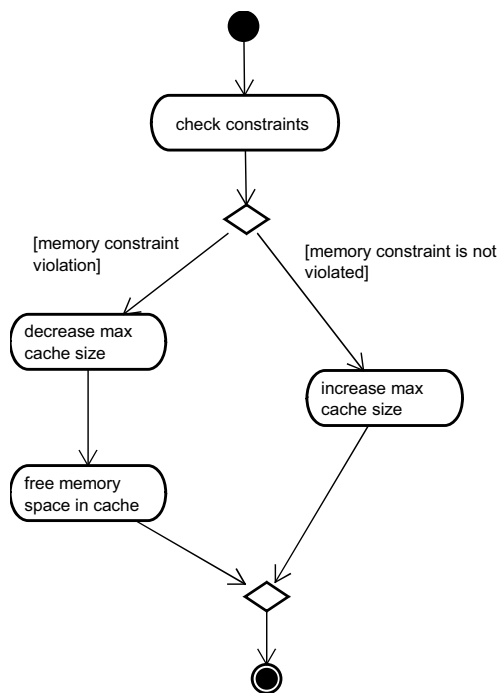 check constraints
[memory constraint
violation]
[memory constraint is not
violated]
decrease max
cache size
increase max
cache size
free memory
space in cache